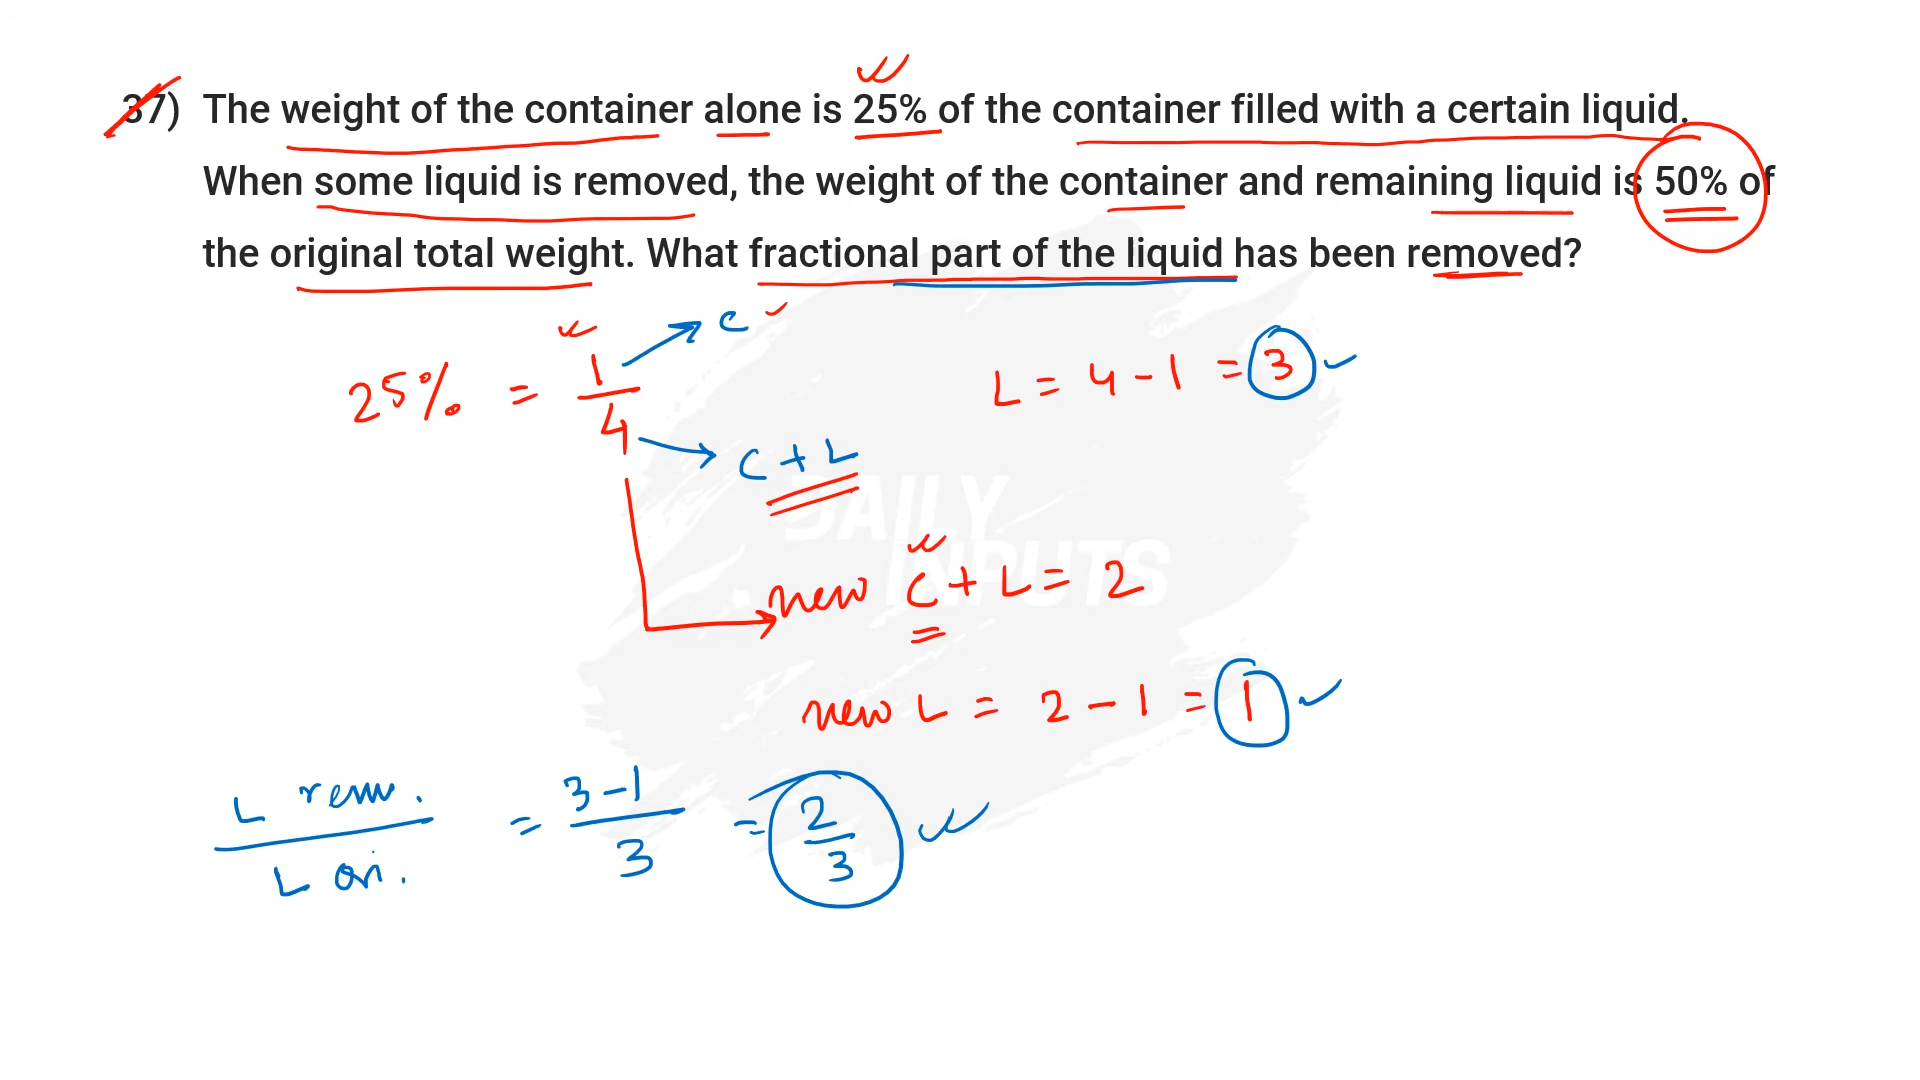 37) The weight of the container alone is 25% of the container filled with a certain liquid.
When some liquid is removed, the weight of the container and remaining liquid is 50% of
the original total weight. What fractional part of the liquid has been removed?
25% = 1/4
C
C + L
L = 4 - 1 = 3
DAILY
INPUTS
new C + L = 2
new L = 2 - 1 = 1
L rem. / L ori. = 3 - 1 / 3 = 2/3